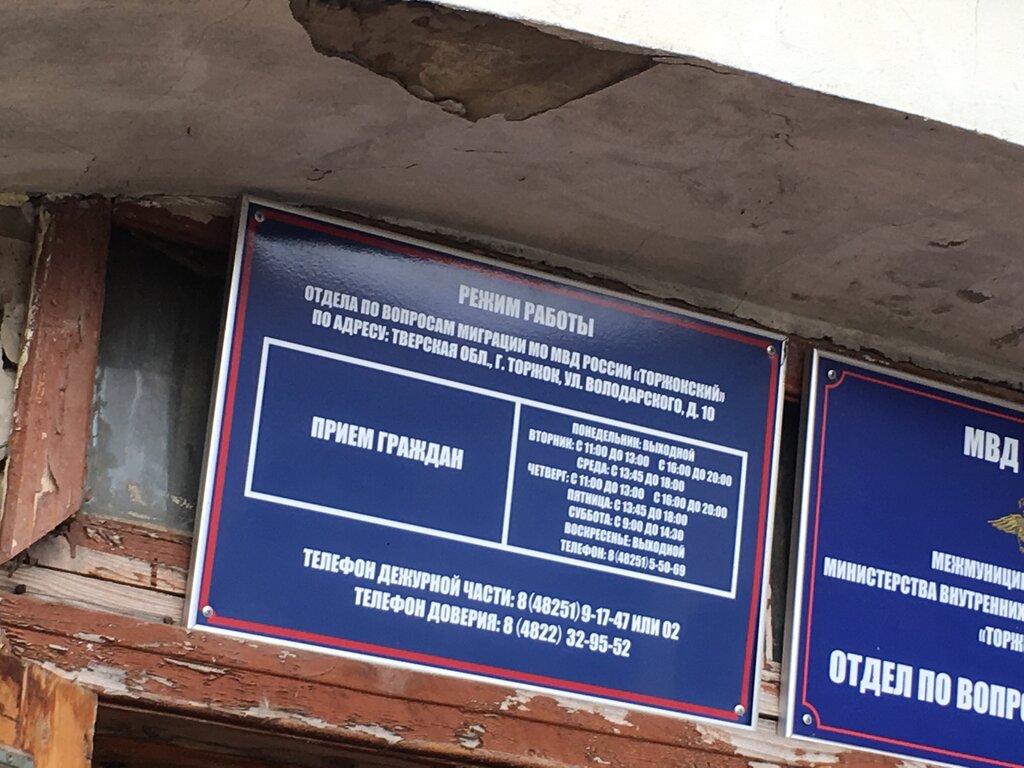 РЕЖИМ РАБОТЫ
ОТДЕЛА ПО ВОПРОСАМ МИГРАЦИИ МО МВД РОССИИ «ТОРЖОКСКИЙ»
ПО АДРЕСУ: ТВЕРСКАЯ ОБЛ., Г. ТОРЖОК, УЛ. ВОЛОДАРСКОГО, Д. 10
ПРИЕМ ГРАЖДАН
ПОНЕДЕЛЬНИК: ВЫХОДНОЙ
ВТОРНИК: С 11:00 ДО 13:00 С 16:00 ДО 20:00
СРЕДА: С 13:45 ДО 18:00
ЧЕТВЕРГ: С 11:00 ДО 13:00 С 16:00 ДО 20:00
ПЯТНИЦА: С 13:45 ДО 18:00
СУББОТА: С 9:00 ДО 14:30
ВОСКРЕСЕНЬЕ: ВЫХОДНОЙ
ТЕЛЕФОН: 8 (48251) 5-50-69
ТЕЛЕФОН ДЕЖУРНОЙ ЧАСТИ: 8 (48251) 9-17-47 ИЛИ 02
ТЕЛЕФОН ДОВЕРИЯ: 8 (4822) 32-95-52
МВД
МЕЖМУНИЦИ
МИНИСТЕРСТВА ВНУТРЕННИХ
«ТОРЖ
ОТДЕЛ ПО ВОПРО